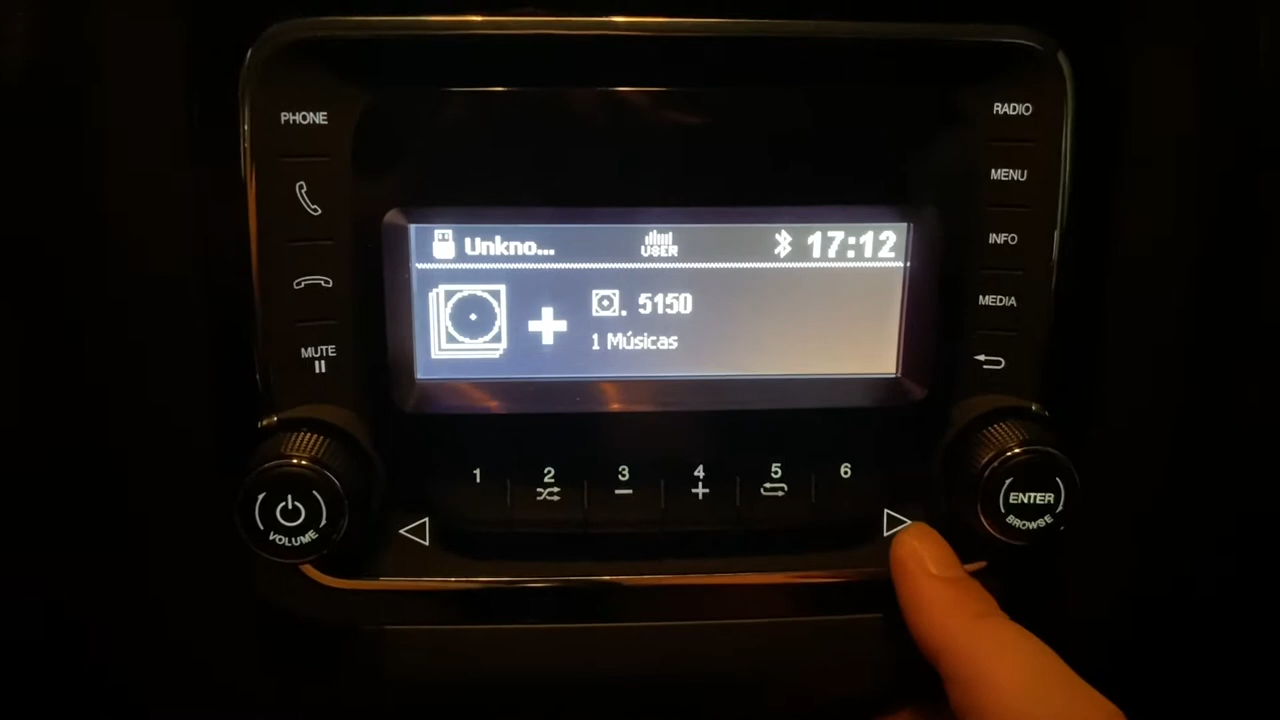 PHONE
MUTE
VOLUME
Unkno...
USER
17:12
. 5150
1 Músicas
1 2 3 4 5 6
RADIO
MENU
INFO
MEDIA
ENTER
BROWSE